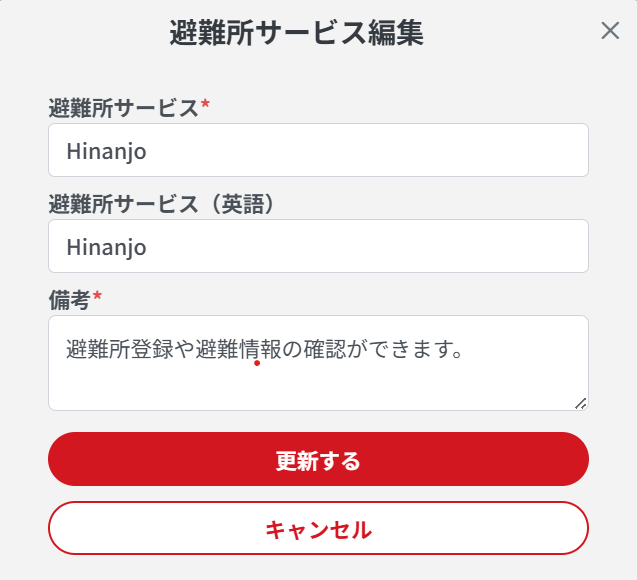 避難所サービス編集
避難所サービス*
Hinanjo
避難所サービス（英語）
Hinanjo
備考*
避難所登録や避難情報の確認ができます。
更新する
キャンセル